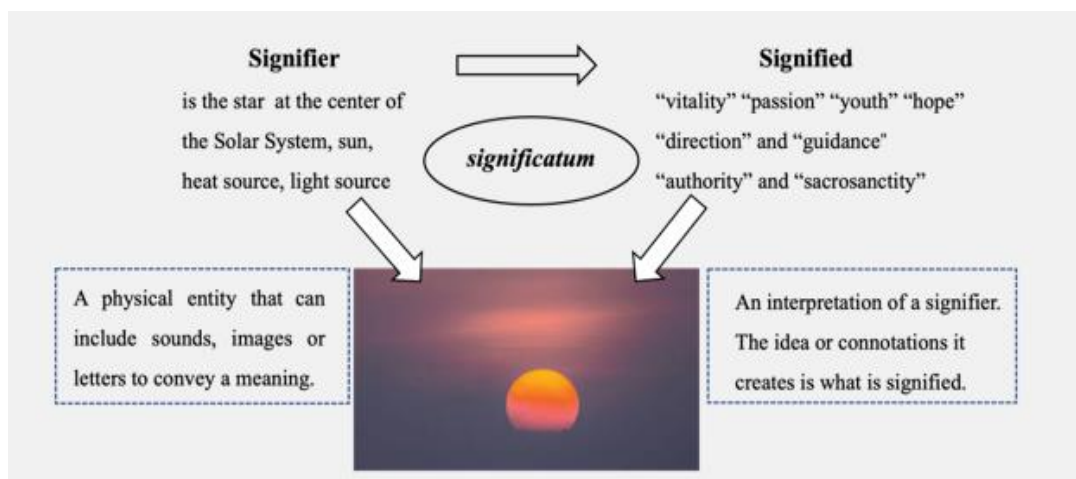 Signifier
is the star at the center of
the Solar System, sun,
heat source, light source
significatum
Signified
“vitality” “passion” “youth” “hope”
“direction” and “guidance"
“authority” and “sacrosanctity”
A physical entity that can
include sounds, images or
letters to convey a meaning.
An interpretation of a signifier.
The idea or connotations it
creates is what is signified.